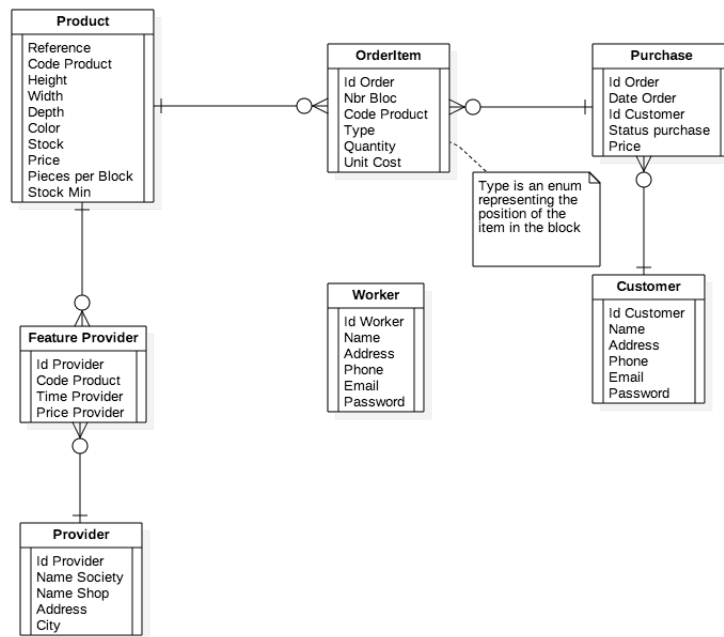 Product
Reference
Code Product
Height
Width
Depth
Color
Stock
Price
Pieces per Block
Stock Min
OrderItem
Id Order
Nbr Bloc
Code Product
Type
Quantity
Unit Cost
Purchase
Id Order
Date Order
Id Customer
Status purchase
Price
Type is an enum
representing the
position of the
item in the block
Worker
Id Worker
Name
Address
Phone
Email
Password
Customer
Id Customer
Name
Address
Phone
Email
Password
Feature Provider
Id Provider
Code Product
Time Provider
Price Provider
Provider
Id Provider
Name Society
Name Shop
Address
City